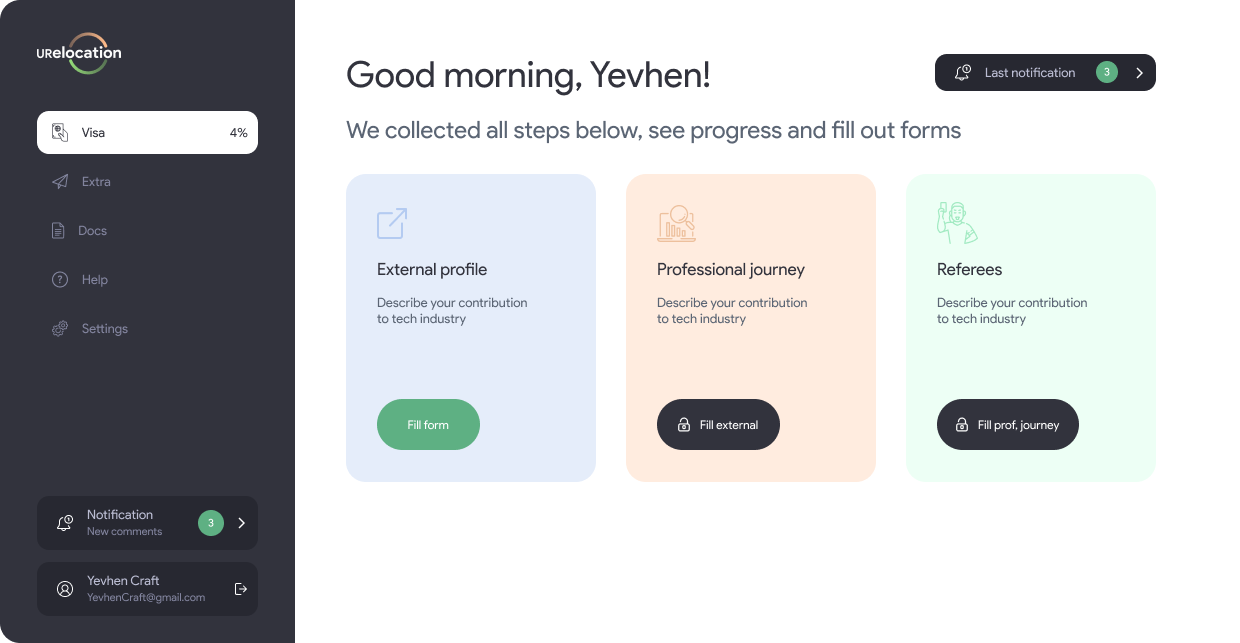 URelocation
Visa 4%
Extra
Docs
Help
Settings
Notification
New comments
3
Yevhen Craft
YevhenCraft@gmail.com
Good morning, Yevhen!
Last notification 3
We collected all steps below, see progress and fill out forms
External profile
Describe your contribution
to tech industry
Fill form
Professional journey
Describe your contribution
to tech industry
Fill external
Referees
Describe your contribution
to tech industry
Fill prof. journey